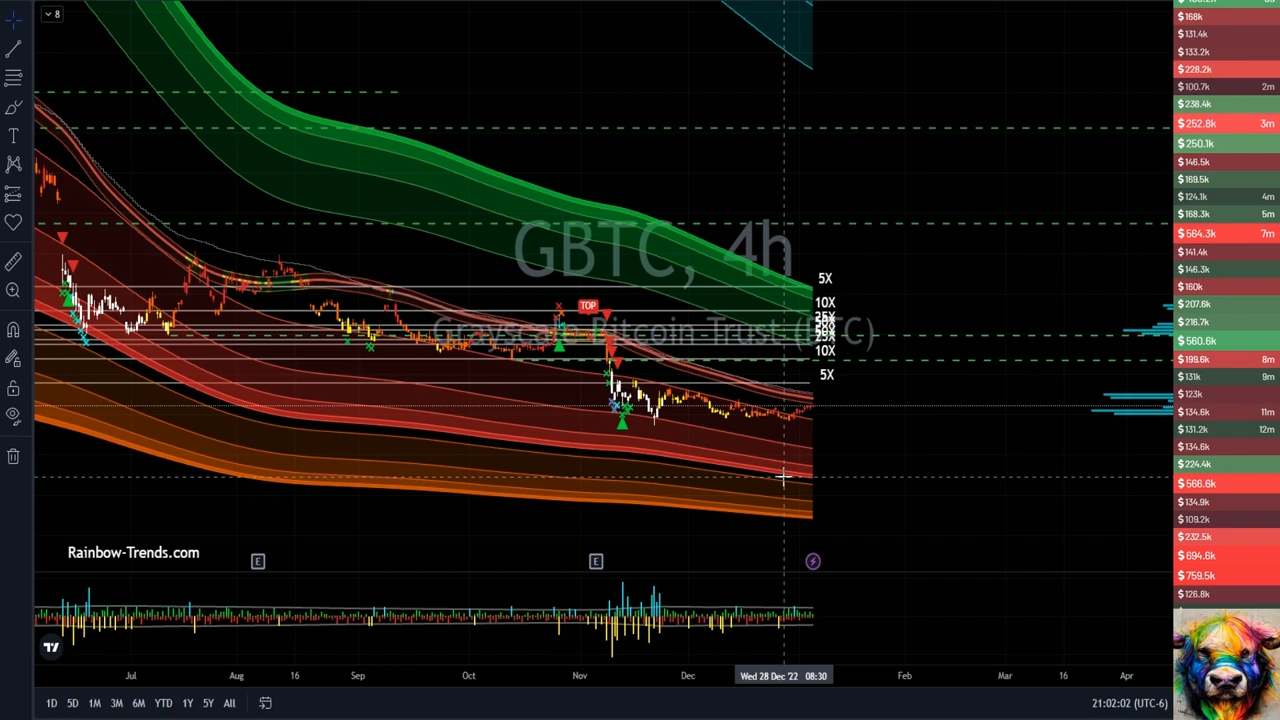 8
GBTC, 4h
Grayscale Bitcoin Trust (BTC)
TOP
5X
10X
25X
10X
5X
Rainbow-Trends.com
E
E
Jul
Aug
16
Sep
Oct
Nov
Dec
Wed 28 Dec '22 08:30
Feb
Mar
16
Apr
1D 5D 1M 3M 6M YTD 1Y 5Y All
21:02:02 (UTC-6)
$168k
$131.4k
$133.2k
$228.2k
$100.7k 2m
$238.4k
$252.8k 3m
$250.1k
$146.5k
$169.5k
$124.1k 4m
$168.3k 5m
$564.3k 7m
$141.4k
$146.3k
$160k
$207.6k
$216.7k
$560.6k
$199.6k 8m
$131k 9m
$123k
$134.6k 11m
$131.2k 12m
$134.6k
$224.4k
$566.6k
$134.9k
$109.2k
$232.5k
$694.6k
$759.5k
$126.8k